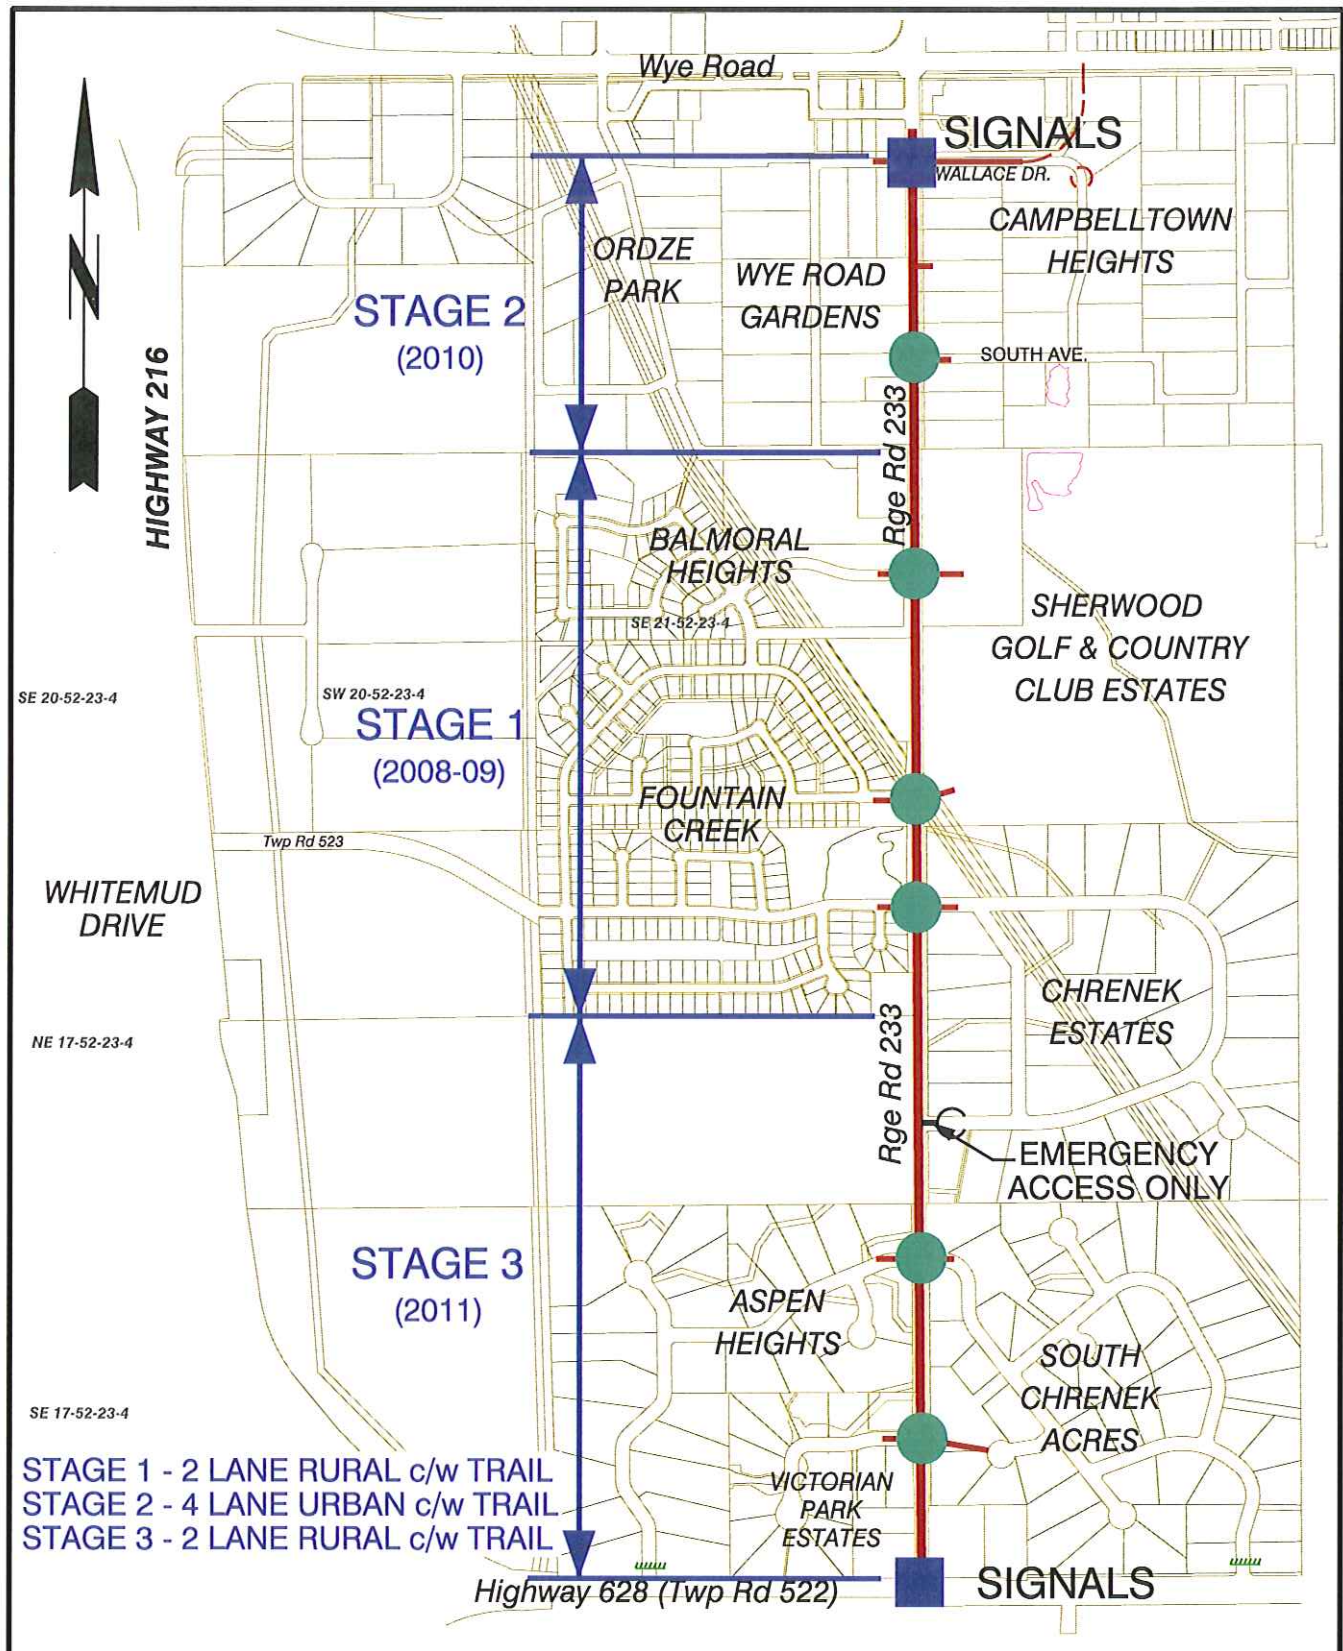 Wye Road
SIGNALS
WALLACE DR.
CAMPBELLTOWN
HEIGHTS
ORDZE
PARK
WYE ROAD
GARDENS
STAGE 2
(2010)
N
SOUTH AVE.
HIGHWAY 216
Rge Rd 233
BALMORAL
HEIGHTS
SE 21-52-23-4
SHERWOOD
GOLF & COUNTRY
CLUB ESTATES
SE 20-52-23-4
SW 20-52-23-4
STAGE 1
(2008-09)
FOUNTAIN
CREEK
Twp Rd 523
WHITEMUD
DRIVE
CHRENEK
ESTATES
NE 17-52-23-4
Rge Rd 233
EMERGENCY
ACCESS ONLY
STAGE 3
(2011)
ASPEN
HEIGHTS
SOUTH
CHRENEK
ACRES
SE 17-52-23-4
STAGE 1 - 2 LANE RURAL c/w TRAIL
STAGE 2 - 4 LANE URBAN c/w TRAIL
STAGE 3 - 2 LANE RURAL c/w TRAIL
VICTORIAN
PARK
ESTATES
Highway 628 (Twp Rd 522)
SIGNALS